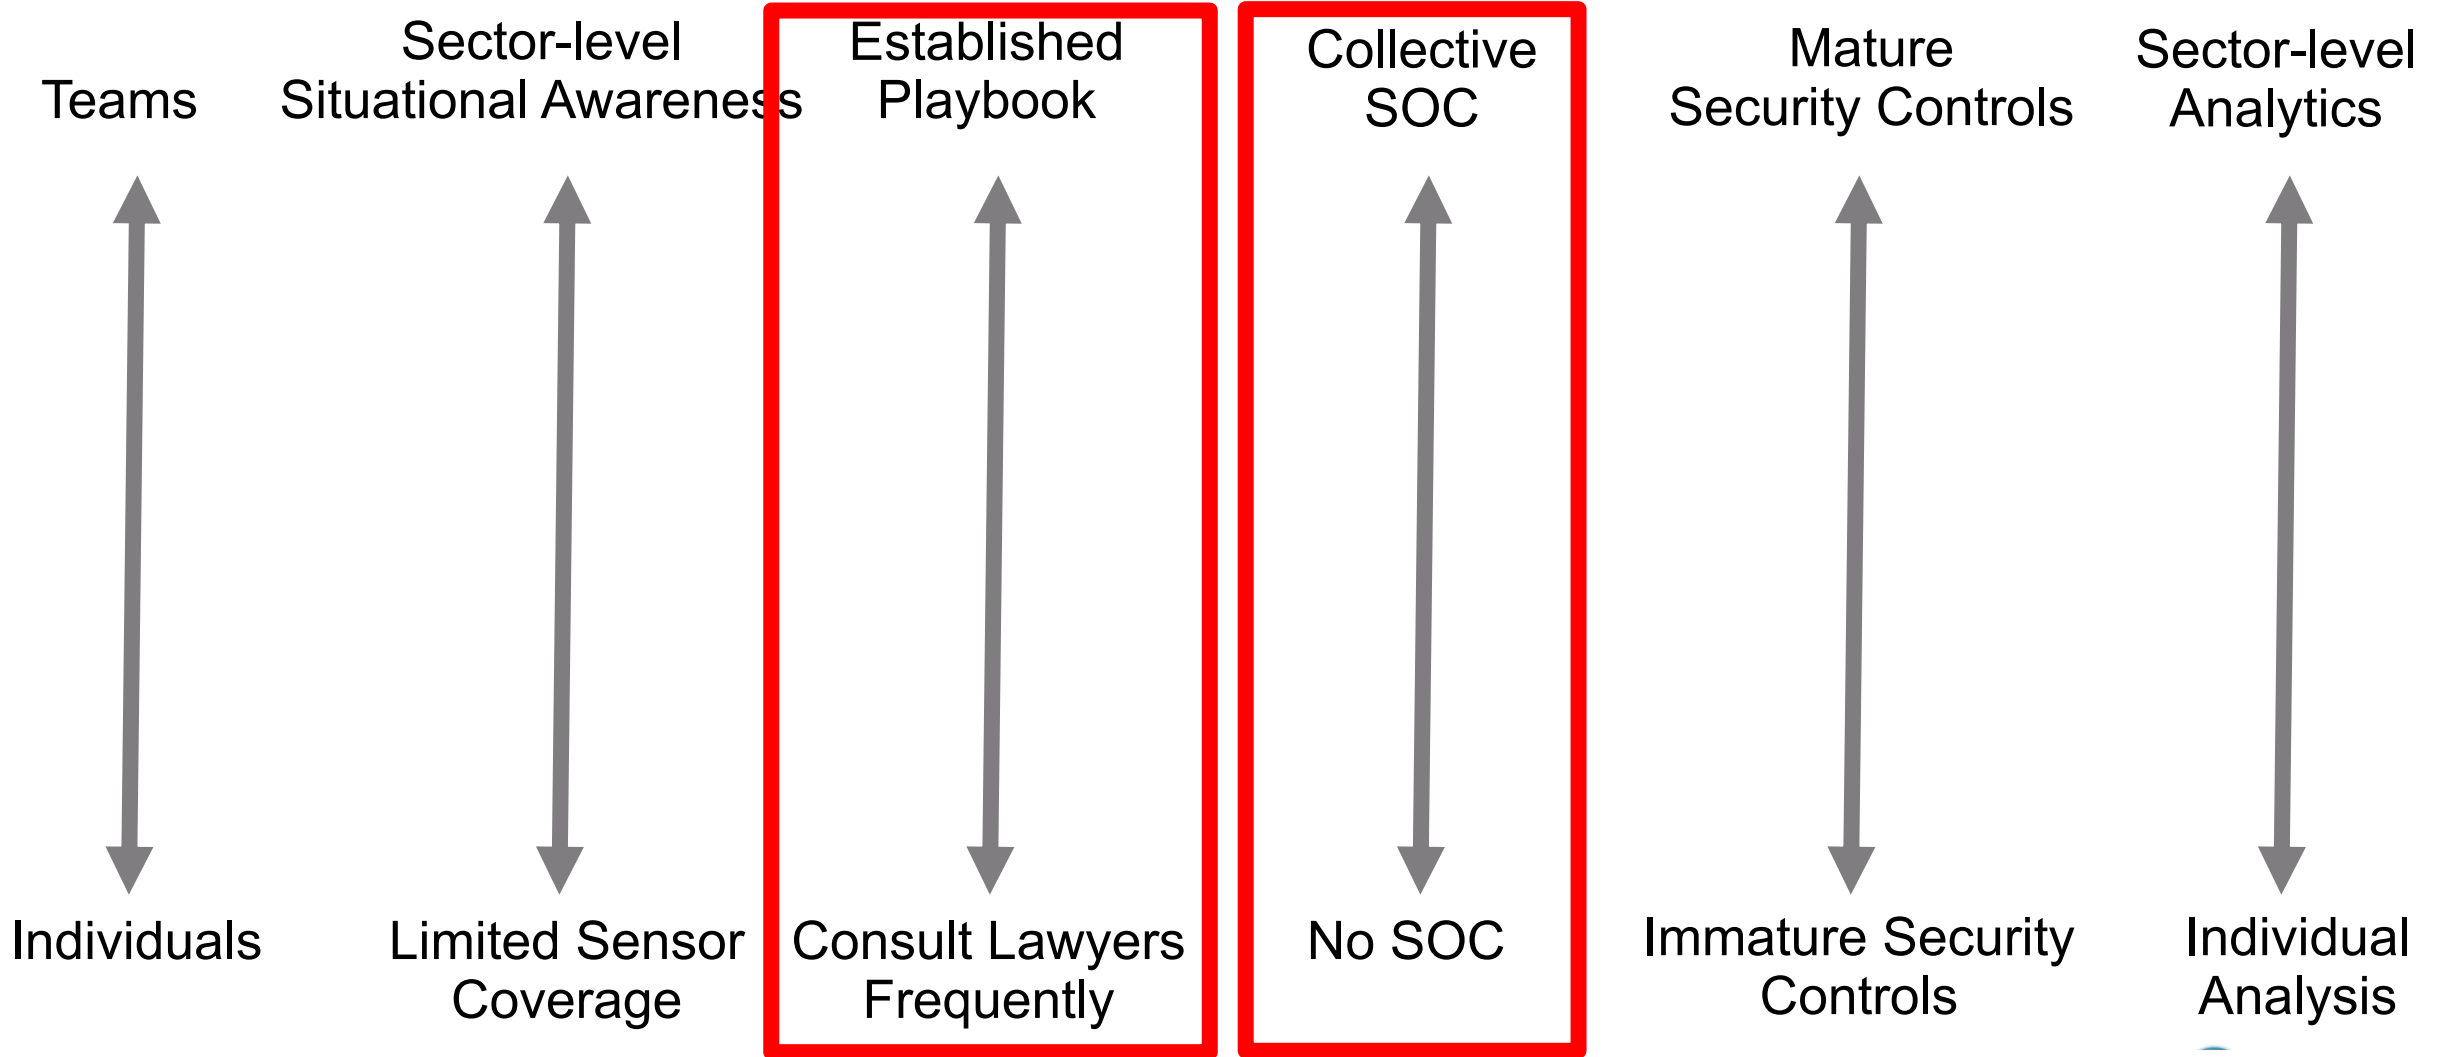 Teams
Sector-level
Situational Awareness
Established
Playbook
Collective
SOC
Mature
Security Controls
Sector-level
Analytics
Individuals
Limited Sensor
Coverage
Consult Lawyers
Frequently
No SOC
Immature Security
Controls
Individual
Analysis